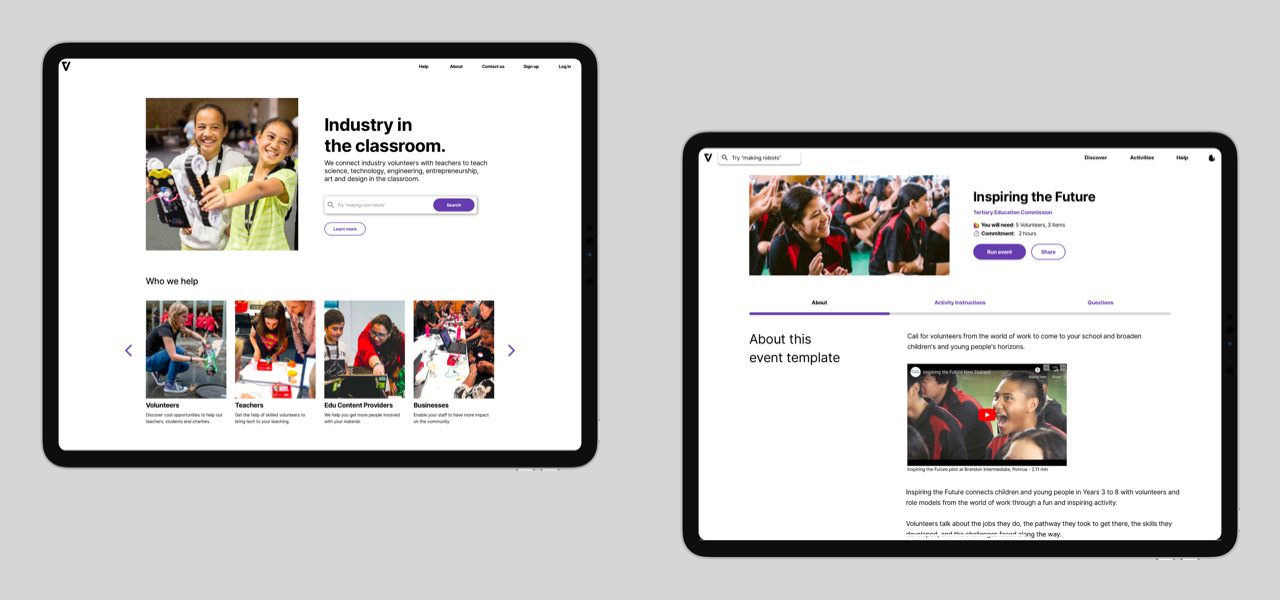 Help About Contact us Sign up Log in
Industry in
the classroom.
We connect industry volunteers with teachers to teach
science, technology, engineering, entrepreneurship,
art and design in the classroom.
Try "making cool robots" Search
Learn more
Who we help
Volunteers
Discover cool opportunities to help out
teachers, students and charities.
Teachers
Get the help of skilled volunteers to
bring tech to your teaching.
Edu Content Providers
We help you get more people involved
with your material.
Businesses
Enable your staff to have more impact
on the community.
Try "making robots" Discover Activities Help
Inspiring the Future
Tertiary Education Commission
You will need: 5 Volunteers, 3 items
Commitment: 2 hours
Run event Share
About Activity Instructions Questions
About this
event template
Call for volunteers from the world of work to come to your school and broaden
children's and young people's horizons.
Inspiring the Future New Zealand
Inspiring the Future pilot at Brandon Intermediate, Porirua - 2:11 min
Inspiring the Future connects children and young people in Years 3 to 8 with volunteers and
role models from the world of work through a fun and inspiring activity.
Volunteers talk about the jobs they do, the pathway they took to get there, the skills they
developed, and the challenges faced along the way.